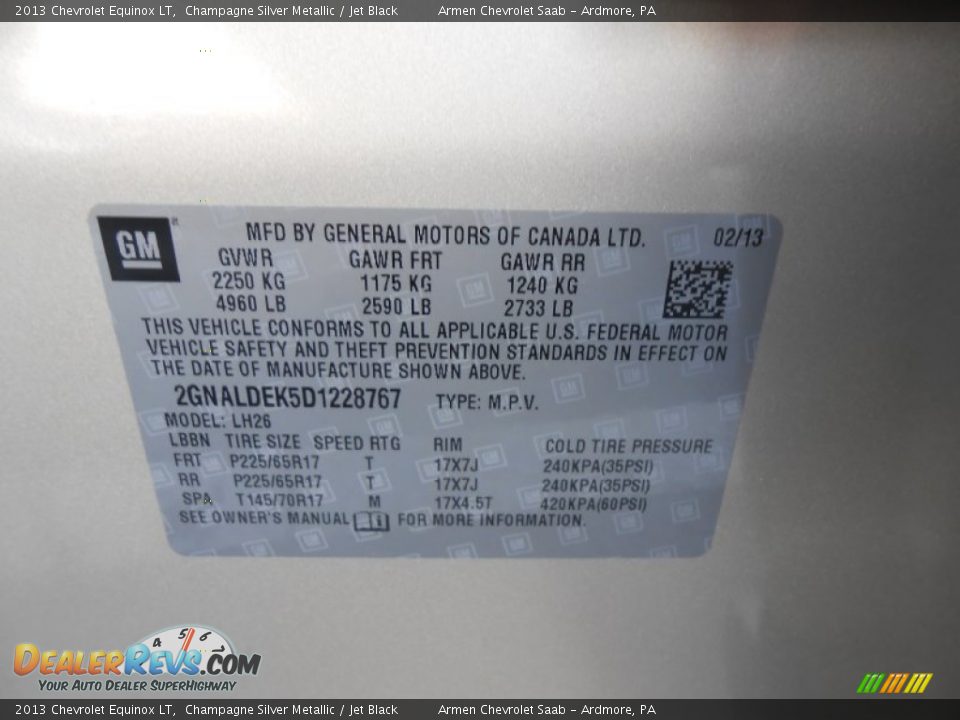 2013 Chevrolet Equinox LT, Champagne Silver Metallic / Jet Black Armen Chevrolet Saab - Ardmore, PA
GM
MFD BY GENERAL MOTORS OF CANADA LTD. 02/13
GVWR GAWR FRT GAWR RR
2250 KG 1175 KG 1240 KG
4960 LB 2590 LB 2733 LB
THIS VEHICLE CONFORMS TO ALL APPLICABLE U.S. FEDERAL MOTOR
VEHICLE SAFETY AND THEFT PREVENTION STANDARDS IN EFFECT ON
THE DATE OF MANUFACTURE SHOWN ABOVE.
2GNALDEK5D1228767 TYPE: M.P.V.
MODEL: LH26
LBBN TIRE SIZE SPEED RTG RIM COLD TIRE PRESSURE
FRT P225/65R17 T 17X7J 240KPA(35PSI)
RR P225/65R17 T 17X7J 240KPA(35PSI)
SPA T145/70R17 M 17X4.5T 420KPA(60PSI)
SEE OWNER'S MANUAL FOR MORE INFORMATION.
4 5 6 7
DealerRevs.com
Your Auto Dealer SuperHighway
2013 Chevrolet Equinox LT, Champagne Silver Metallic / Jet Black Armen Chevrolet Saab - Ardmore, PA